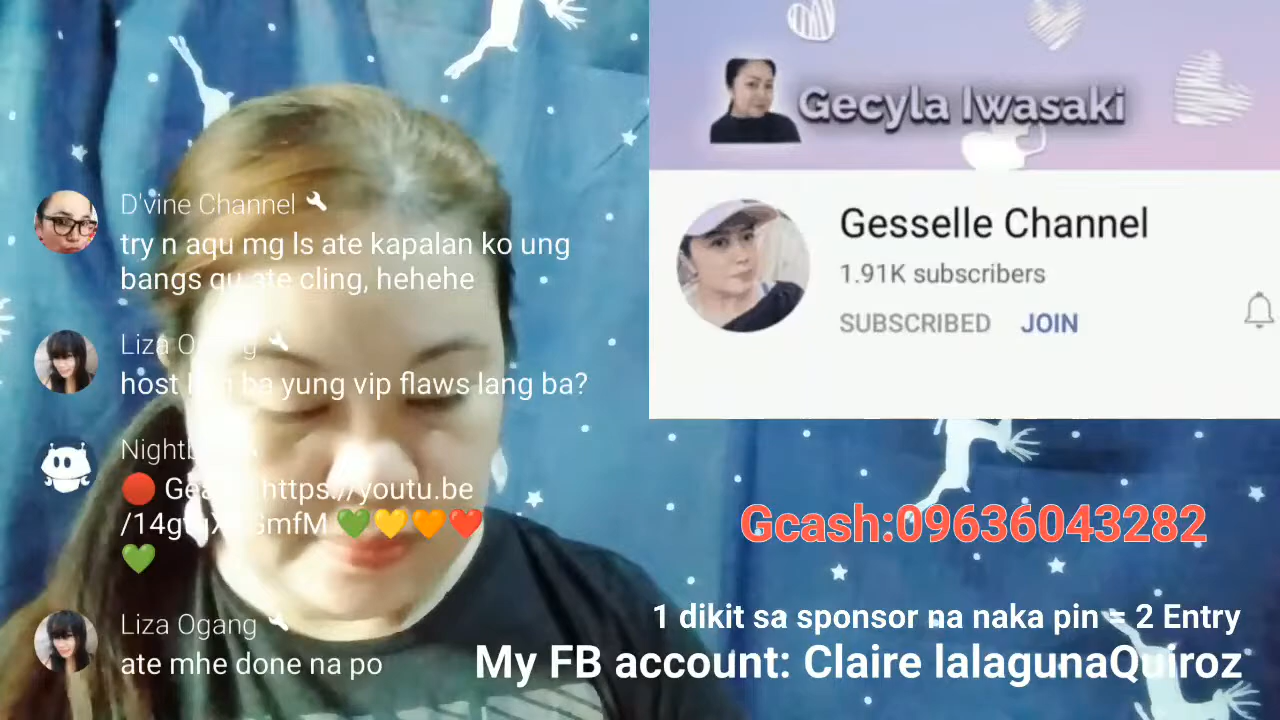 D'vine Channel
try n aqu mg ls ate kapalan ko ung
bangs qu ate cling, hehehe
Liza
host ba yung vip flaws lang ba?
https://youtu.be
Liza Ogang
ate mhe done na po
Gecyla Iwasaki
Gesselle Channel
1.91K subscribers
SUBSCRIBED JOIN
Gcash:09636043282
1 dikit sa sponsor na naka pin = 2 Entry
My FB account: Claire lalagunaQuiroz